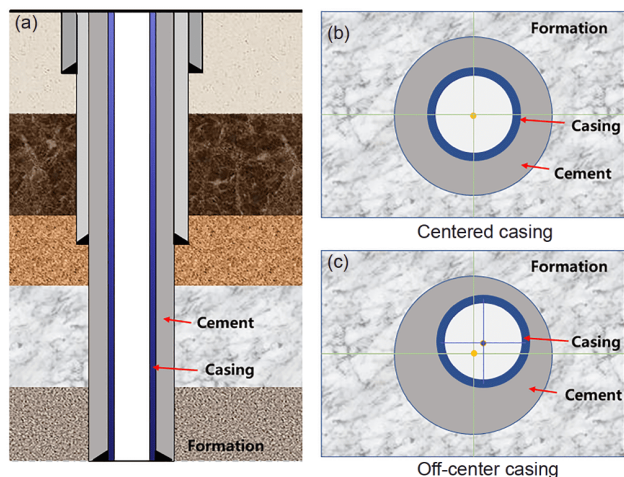 (a)
Cement
Casing
Formation
(b)
Formation
Casing
Cement
Centered casing
(c)
Formation
Casing
Cement
Off-center casing